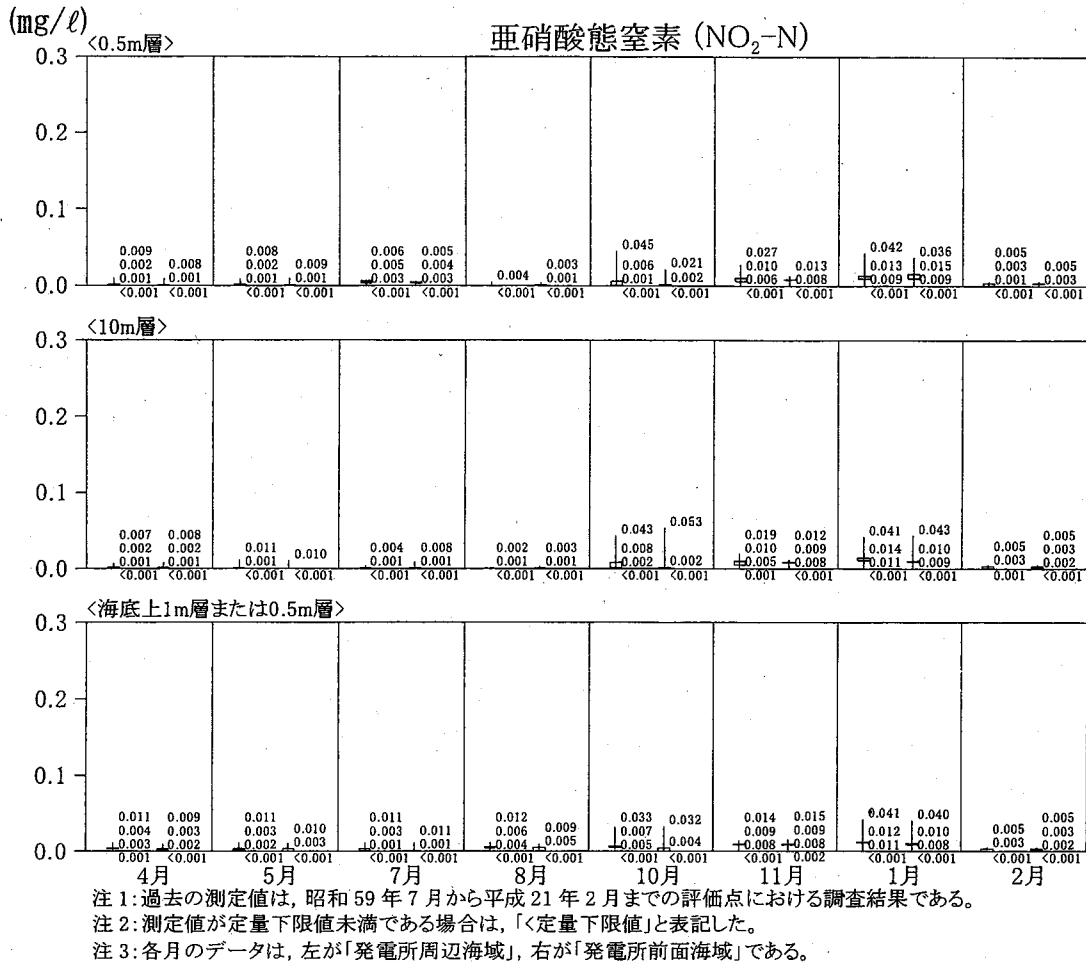 (mg/ℓ)
亜硝酸態窒素 (NO₂-N)
<0.5m層>
0.3
0.2
0.1
0.0
0.009 0.002 0.001 <0.001
0.008 0.001 <0.001
0.008 0.002 0.001 <0.001
0.009 0.001 <0.001
0.006 0.005 0.003 <0.001
0.005 0.004 0.003 <0.001
0.004 <0.001
0.003 0.001 <0.001
0.045 0.006 0.001 <0.001
0.021 0.002 <0.001
0.027 0.010 0.006 <0.001
0.013 0.008 <0.001
0.042 0.013 0.009 <0.001
0.036 0.015 0.009 <0.001
0.005 0.003 0.001 <0.001
0.005 0.003 <0.001
<10m層>
0.3
0.2
0.1
0.0
0.007 0.002 0.001 <0.001
0.008 0.002 0.001 <0.001
0.011 0.001 <0.001
0.010 <0.001
0.004 0.001 <0.001
0.008 0.001 <0.001
0.002 0.001 <0.001
0.003 0.001 <0.001
0.043 0.008 0.002 <0.001
0.053 0.002 <0.001
0.019 0.010 0.005 <0.001
0.012 0.009 0.008 <0.001
0.041 0.014 0.011 <0.001
0.043 0.010 0.009 <0.001
0.005 0.003 <0.001
0.005 0.003 0.002 <0.001
<海底上1m層または0.5m層>
0.3
0.2
0.1
0.0
0.011 0.004 0.003 0.001
0.009 0.003 0.002 <0.001
0.011 0.003 0.002 <0.001
0.010 0.003 <0.001
0.011 0.003 0.001 <0.001
0.011 0.001 <0.001
0.012 0.006 0.004 <0.001
0.009 0.005 <0.001
0.033 0.007 0.005 <0.001
0.032 0.004 <0.001
0.014 0.009 0.008 <0.001
0.015 0.009 0.008 0.002
0.041 0.012 0.011 <0.001
0.040 0.010 0.008 <0.001
0.005 0.003 <0.001
0.005 0.003 0.002 <0.001
4月 5月 7月 8月 10月 11月 1月 2月
注1:過去の測定値は,昭和59年7月から平成21年2月までの評価点における調査結果である。
注2:測定値が定量下限値未満である場合は,「<定量下限値」と表記した。
注3:各月のデータは,左が「発電所周辺海域」,右が「発電所前面海域」である。